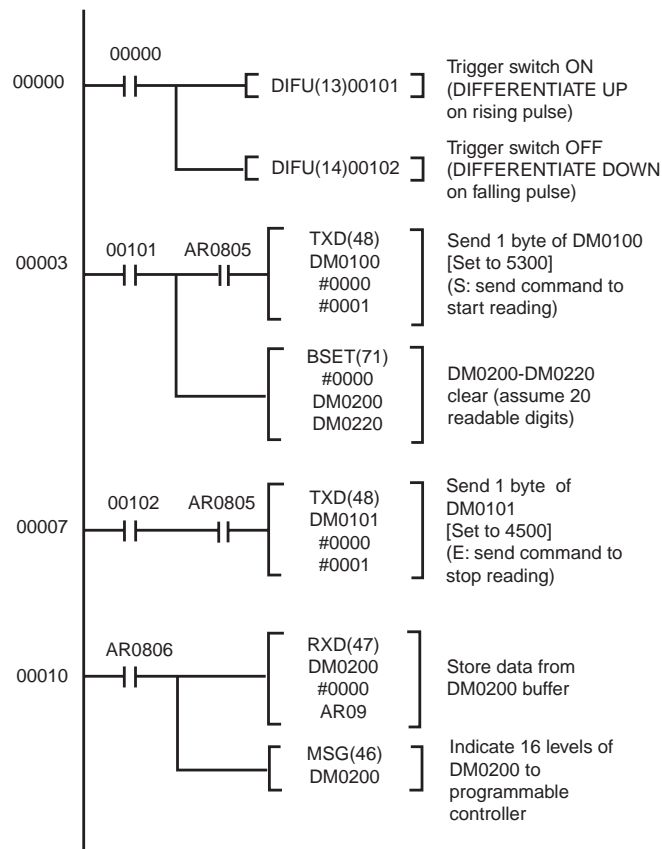 00000
00000
DIFU(13)00101
Trigger switch ON
(DIFFERENTIATE UP
on rising pulse)
DIFU(14)00102
Trigger switch OFF
(DIFFERENTIATE DOWN
on falling pulse)
00003
00101
AR0805
TXD(48)
DM0100
#0000
#0001
Send 1 byte of DM0100
[Set to 5300]
(S: send command to
start reading)
BSET(71)
#0000
DM0200
DM0220
DM0200-DM0220
clear (assume 20
readable digits)
00007
00102
AR0805
TXD(48)
DM0101
#0000
#0001
Send 1 byte of
DM0101
[Set to 4500]
(E: send command to
stop reading)
00010
AR0806
RXD(47)
DM0200
#0000
AR09
Store data from
DM0200 buffer
MSG(46)
DM0200
Indicate 16 levels of
DM0200 to
programmable
controller